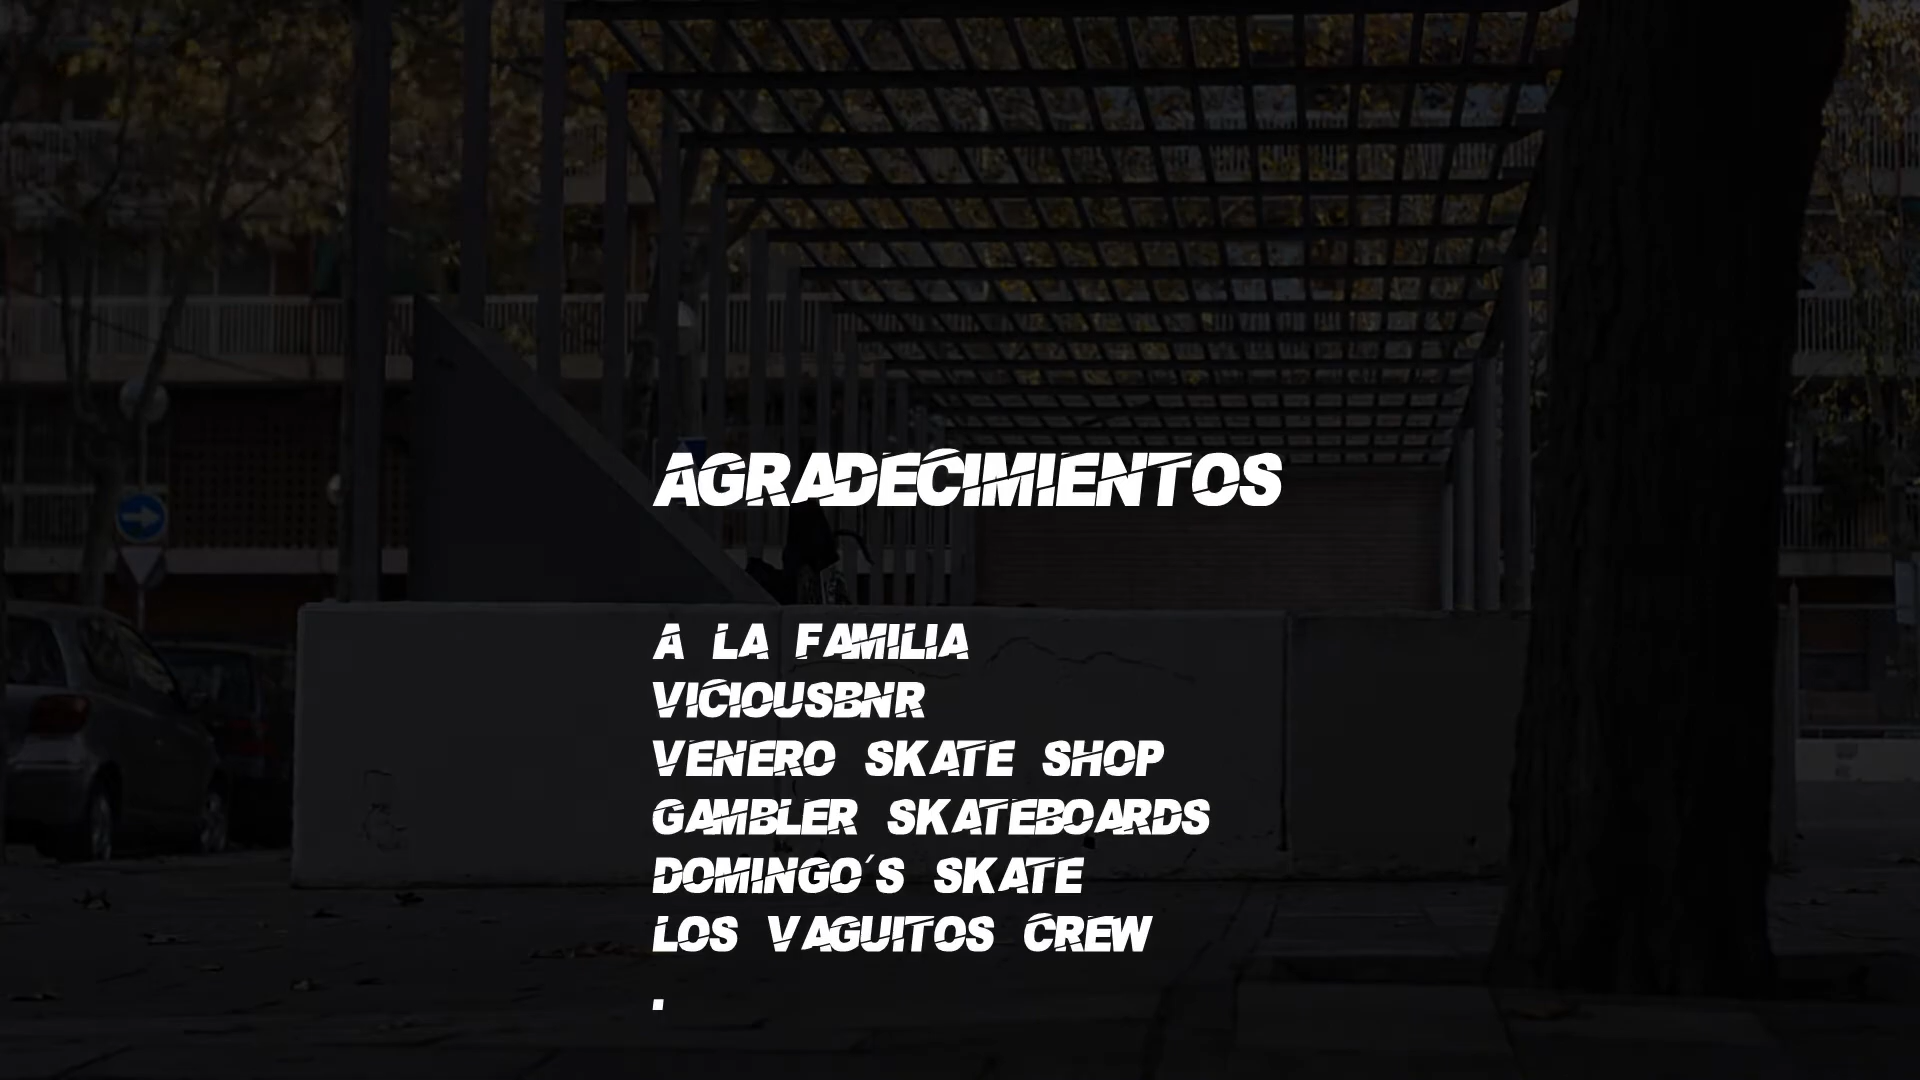 AGRADECIMIENTOS
A LA FAMILIA
VICIOUSBNR
VENERO SKATE SHOP
GAMBLER SKATEBOARDS
DOMINGO´S SKATE
LOS VAGUITOS CREW
.